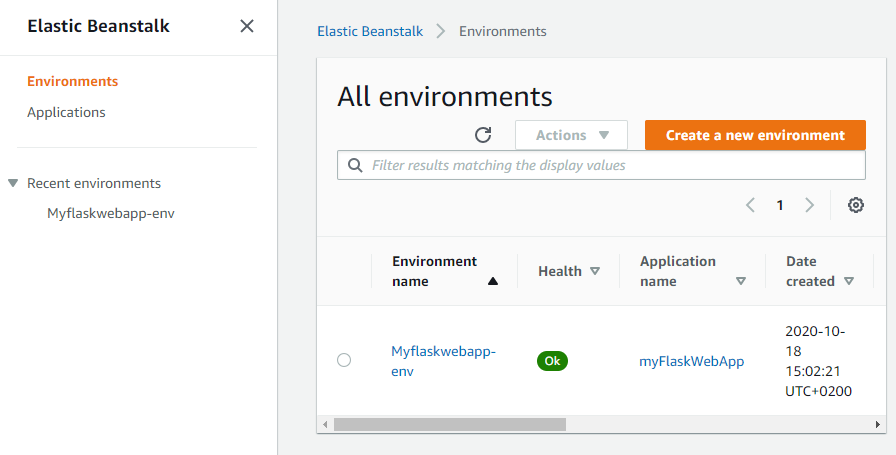 Elastic Beanstalk
Environments
Applications
Recent environments
Myflaskwebapp-env
Elastic Beanstalk Environments
All environments
Actions Create a new environment
Filter results matching the display values
1
Environment name Health Application name Date created
Myflaskwebapp-
env
Ok
myFlaskWebApp
2020-10-
18
15:02:21
UTC+0200